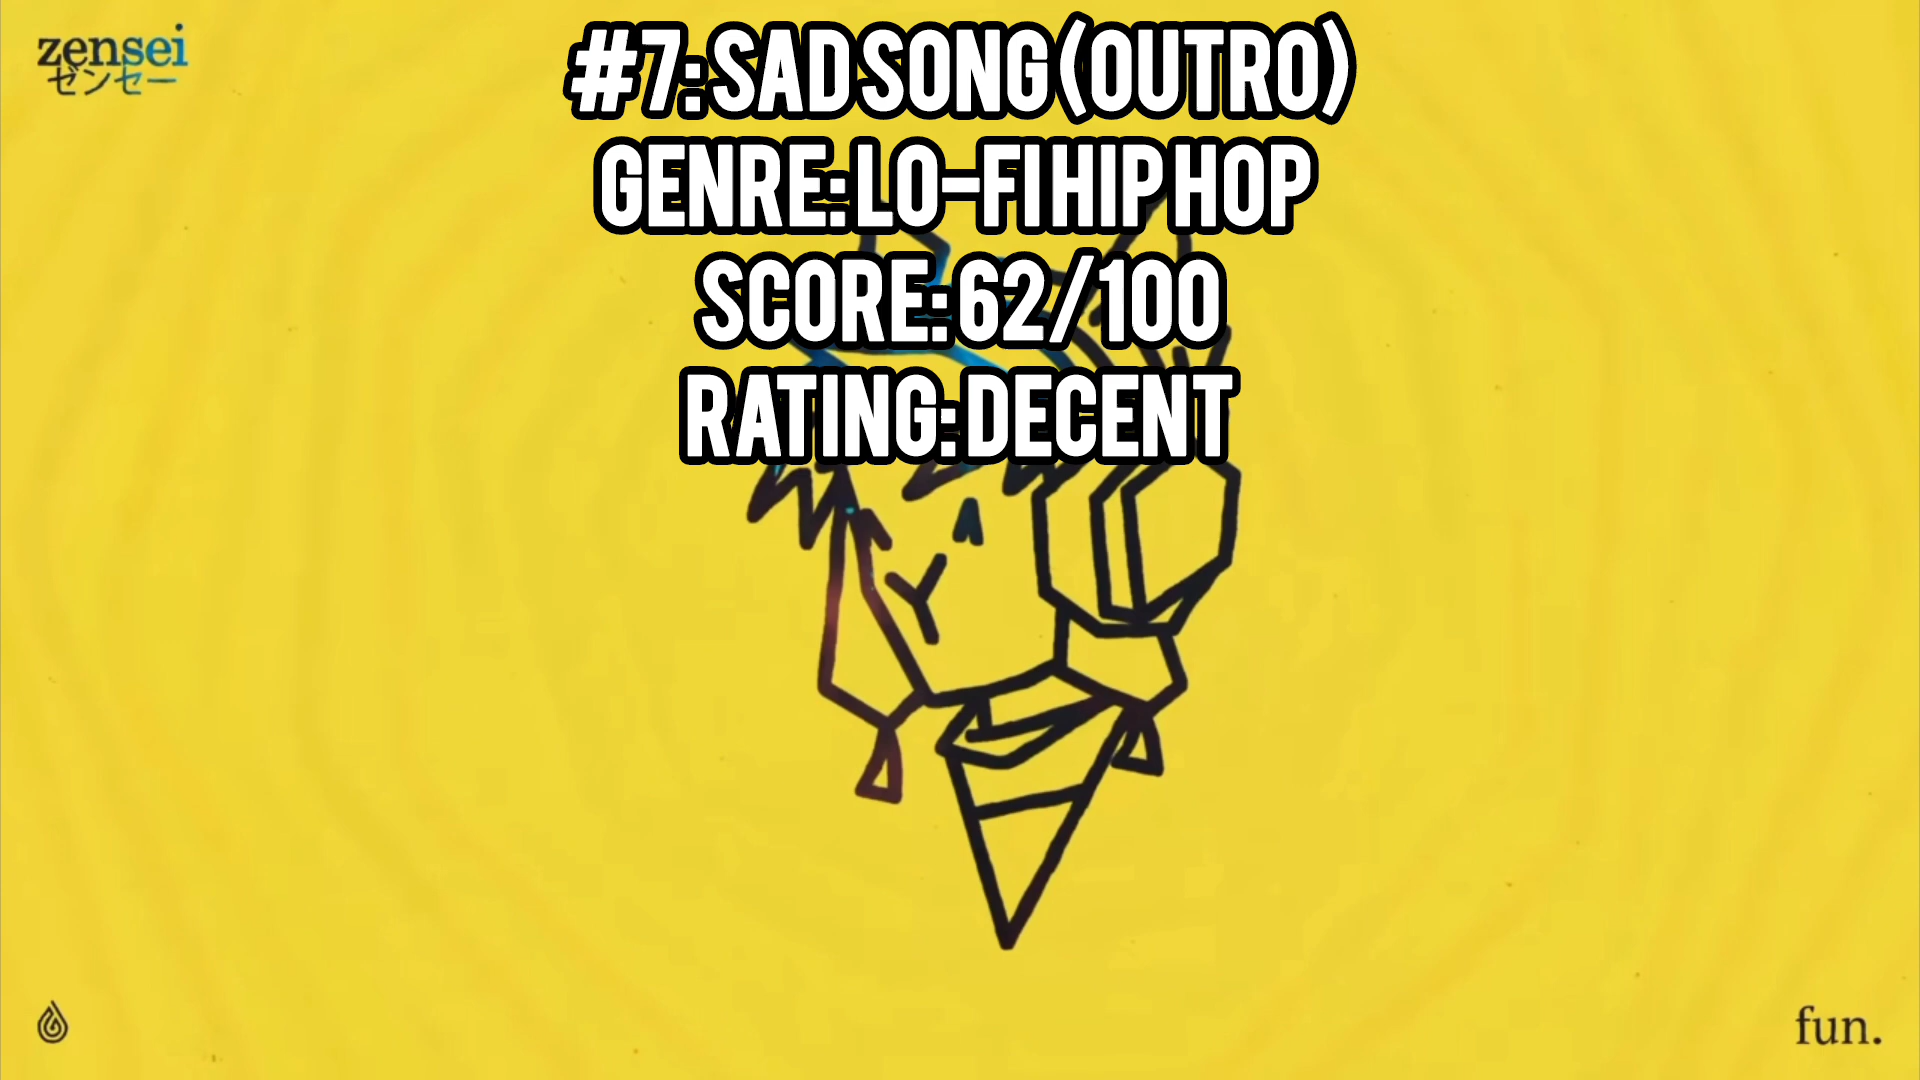 zensei
ゼンセー
#7: SAD SONG (OUTRO)
GENRE: LO-FI HIP HOP
SCORE: 62/100
RATING: DECENT
fun.